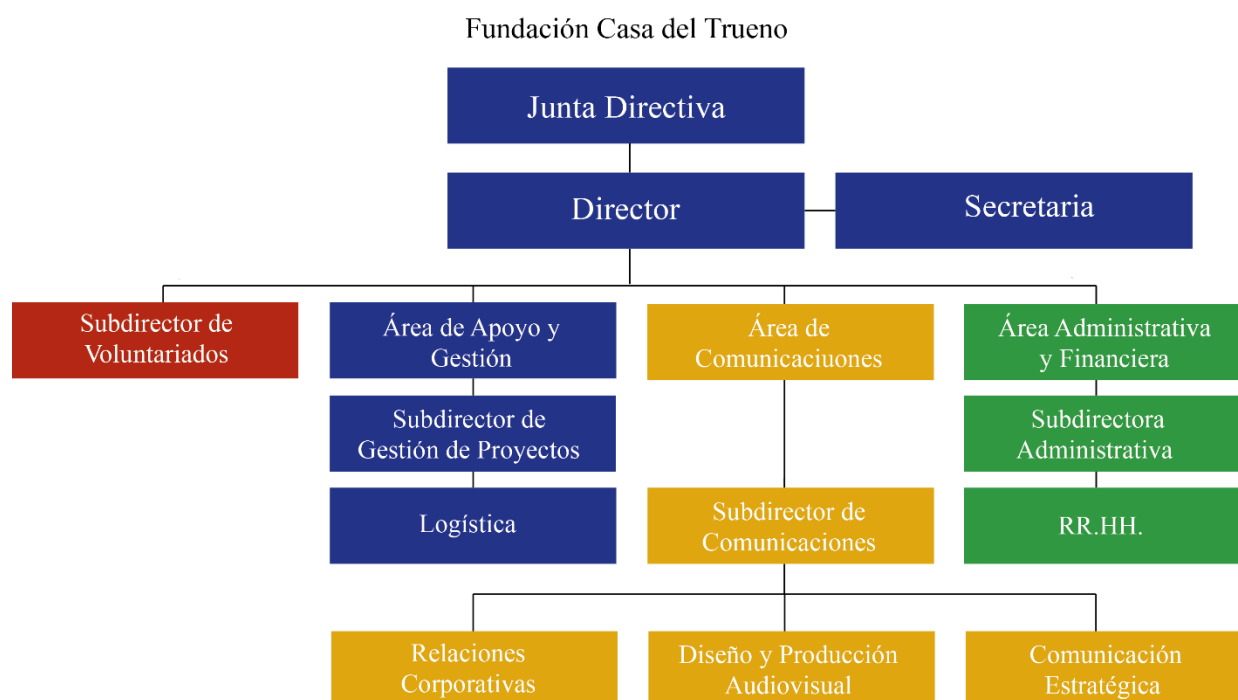 Fundación Casa del Trueno
Junta Directiva
Director
Secretaria
Subdirector de
Voluntariados
Área de Apoyo y
Gestión
Área de
Comunicaciuones
Área Administrativa
y Financiera
Subdirector de
Gestión de Proyectos
Subdirectora
Administrativa
Logística
Subdirector de
Comunicaciones
RR.HH.
Relaciones
Corporativas
Diseño y Producción
Audiovisual
Comunicación
Estratégica